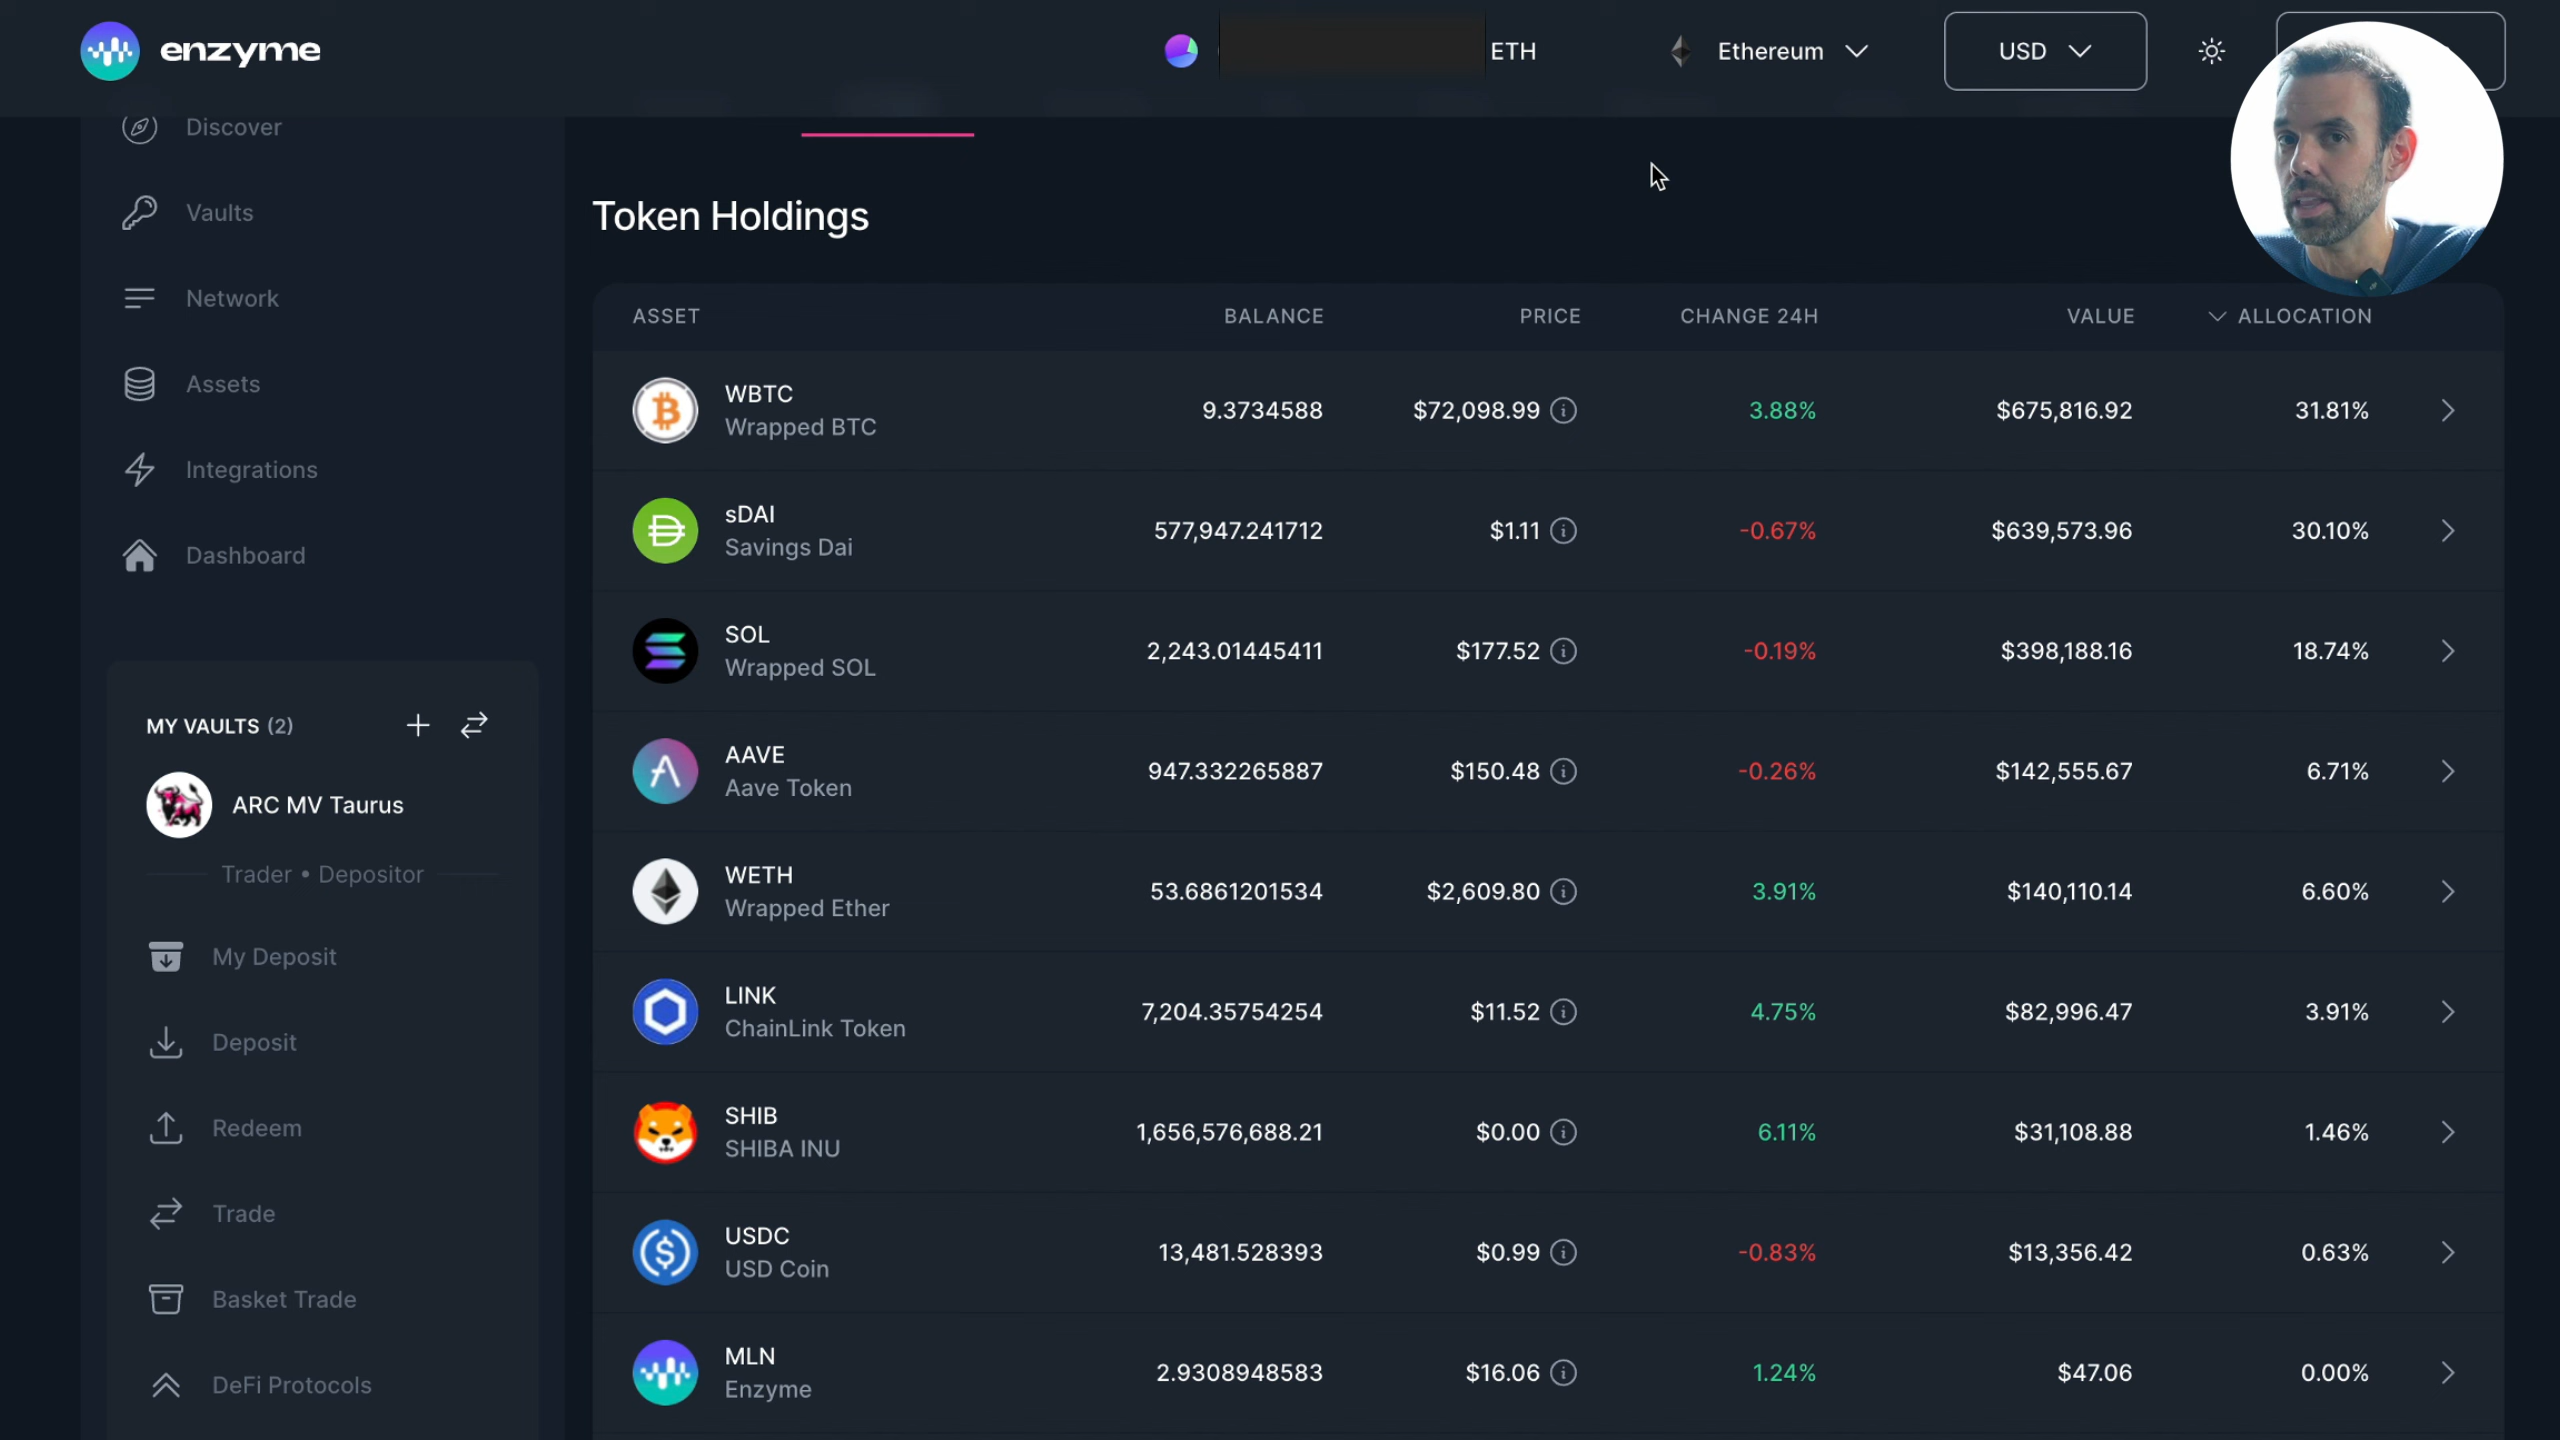 enzyme
ETH
Ethereum
USD
Discover
Vaults
Network
Assets
Integrations
Dashboard
MY VAULTS (2)
ARC MV Taurus
Trader • Depositor
My Deposit
Deposit
Redeem
Trade
Basket Trade
DeFi Protocols
Token Holdings
ASSET BALANCE PRICE CHANGE 24H VALUE ALLOCATION
WBTC
Wrapped BTC
9.3734588 $72,098.99 3.88% $675,816.92 31.81%
sDAI
Savings Dai
577,947.241712 $1.11 -0.67% $639,573.96 30.10%
SOL
Wrapped SOL
2,243.01445411 $177.52 -0.19% $398,188.16 18.74%
AAVE
Aave Token
947.332265887 $150.48 -0.26% $142,555.67 6.71%
WETH
Wrapped Ether
53.6861201534 $2,609.80 3.91% $140,110.14 6.60%
LINK
ChainLink Token
7,204.35754254 $11.52 4.75% $82,996.47 3.91%
SHIB
SHIBA INU
1,656,576,688.21 $0.00 6.11% $31,108.88 1.46%
USDC
USD Coin
13,481.528393 $0.99 -0.83% $13,356.42 0.63%
MLN
Enzyme
2.9308948583 $16.06 1.24% $47.06 0.00%